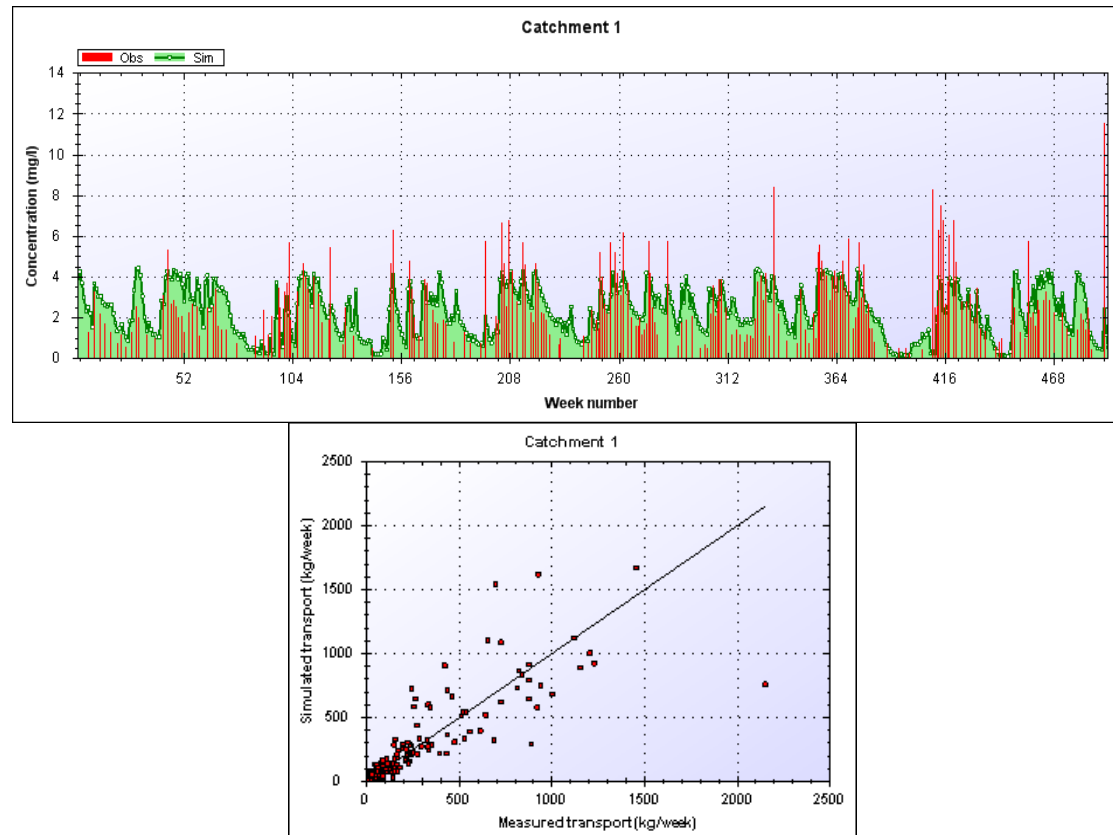 Catchment 1
Obs Sim
14
12
10
8
6
4
2
0
Concentration (mg/l)
52 104 156 208 260 312 364 416 468
Week number
Catchment 1
2500
2000
1500
1000
500
0
Simulated transport (kg/week)
0 500 1000 1500 2000 2500
Measured transport (kg/week)